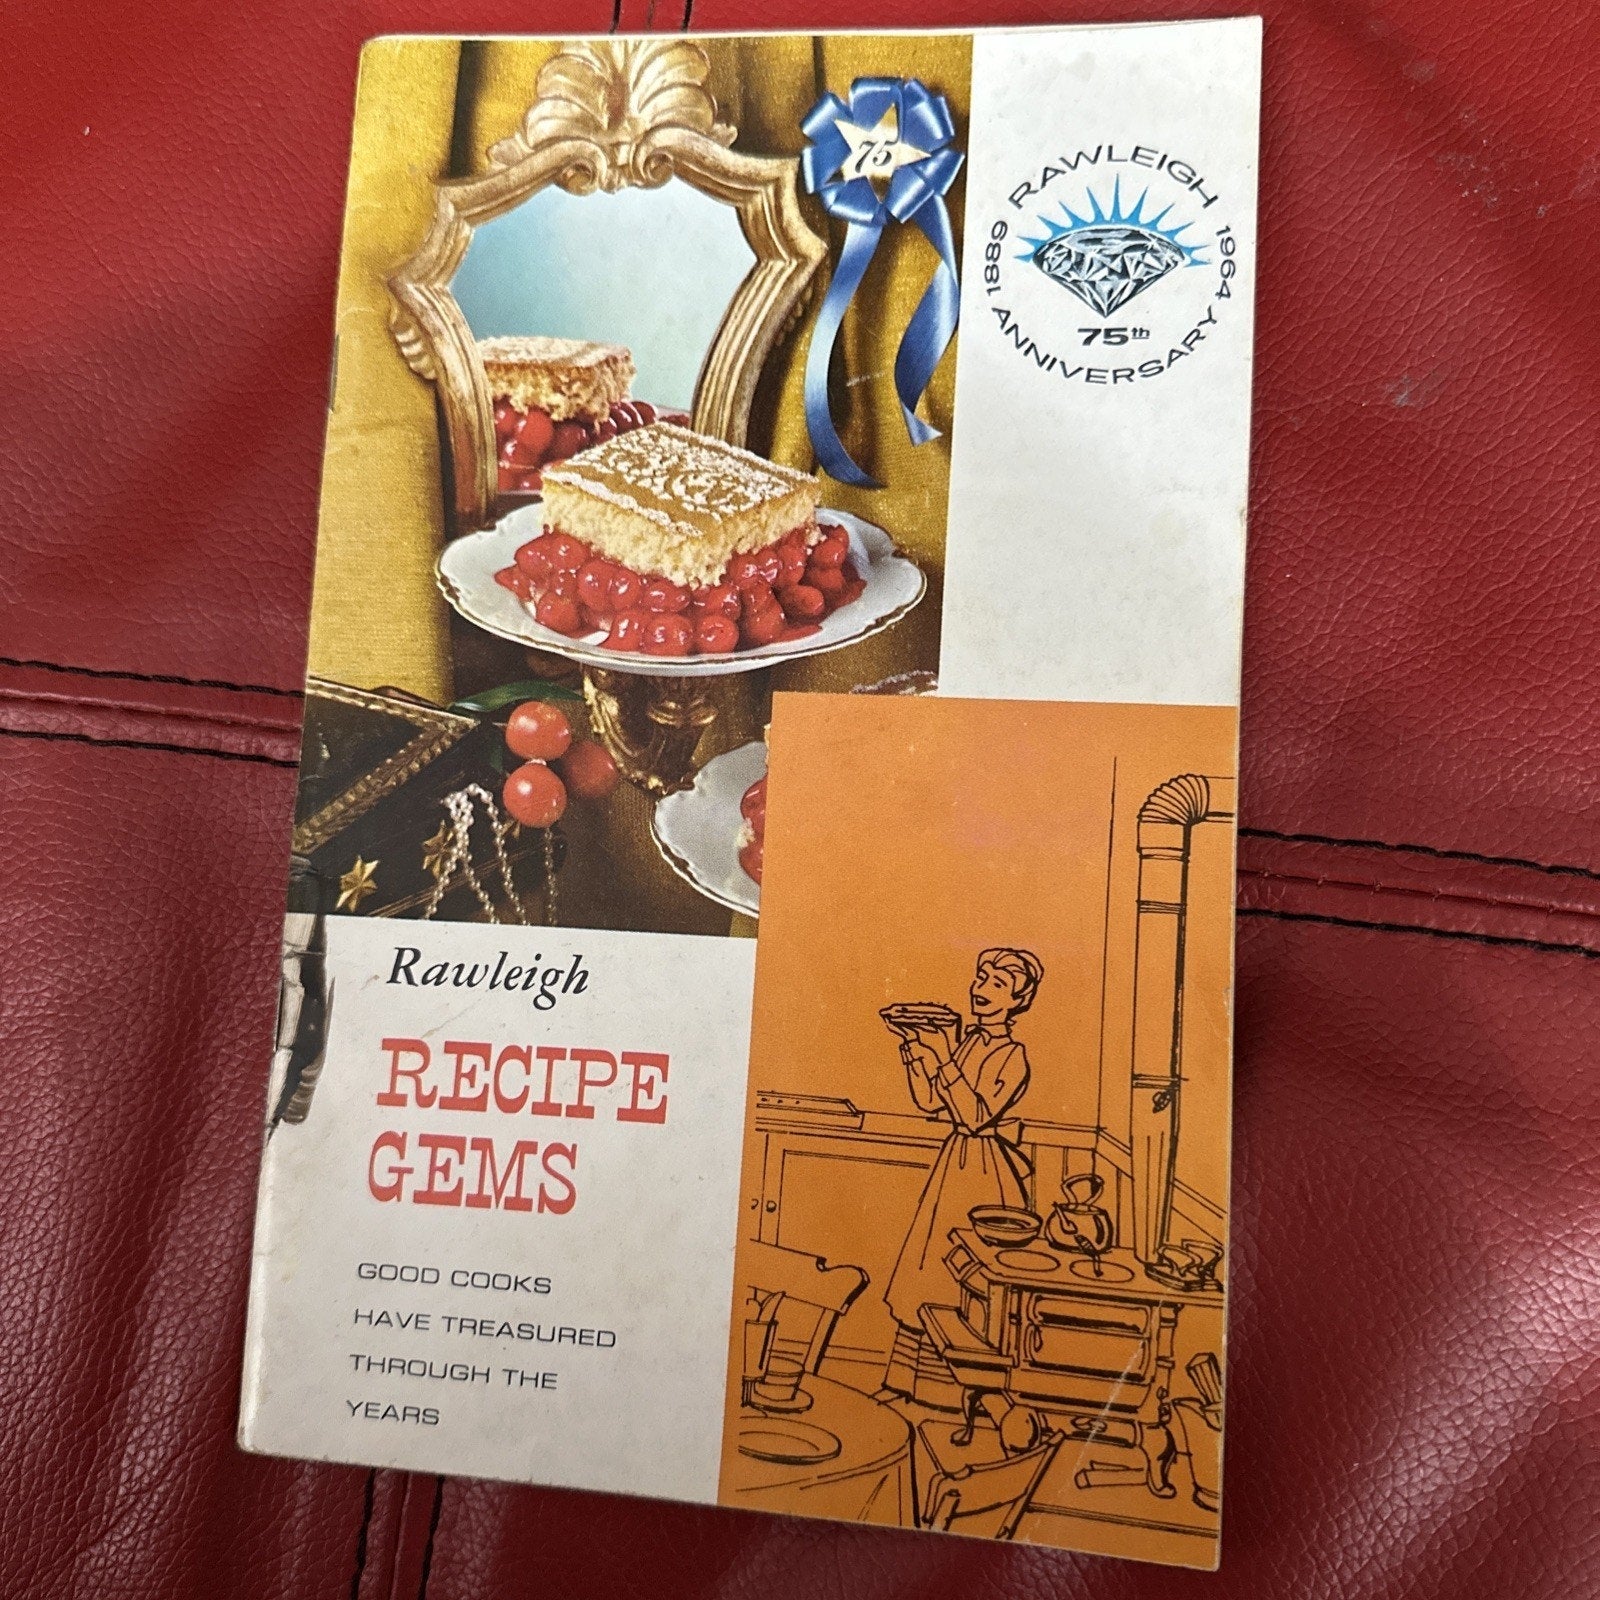 75
RAWLEIGH
1889
1964
75th
ANNIVERSARY
Rawleigh
RECIPE
GEMS
GOOD COOKS
HAVE TREASURED
THROUGH THE
YEARS